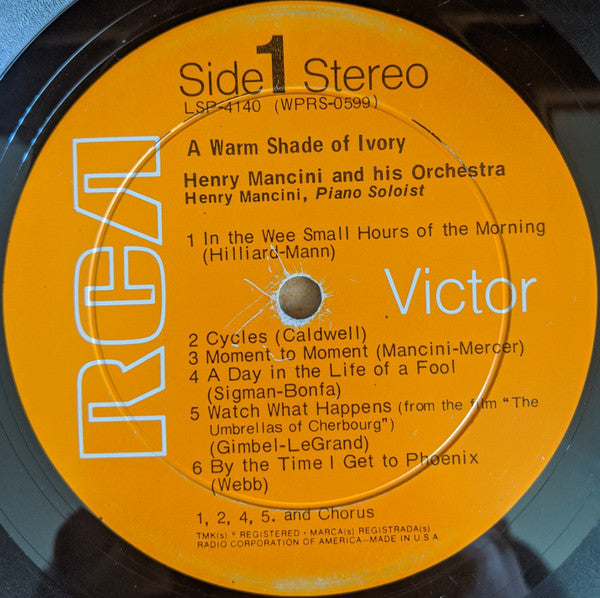 Side 1 Stereo
LSP-4140 (WPRS-0599)
A Warm Shade of Ivory
Henry Mancini and his Orchestra
Henry Mancini, Piano Soloist
1 In the Wee Small Hours of the Morning
(Hilliard-Mann)
RCA
Victor
2 Cycles (Caldwell)
3 Moment to Moment (Mancini-Mercer)
4 A Day in the Life of a Fool
(Sigman-Bonfa)
5 Watch What Happens (from the film "The
Umbrellas of Cherbourg")
(Gimbel-LeGrand)
6 By the Time I Get to Phoenix
(Webb)
1, 2, 4, 5. and Chorus
TMK(s) ® REGISTERED • MARCA(s) REGISTRADA(s)
RADIO CORPORATION OF AMERICA—MADE IN U.S.A